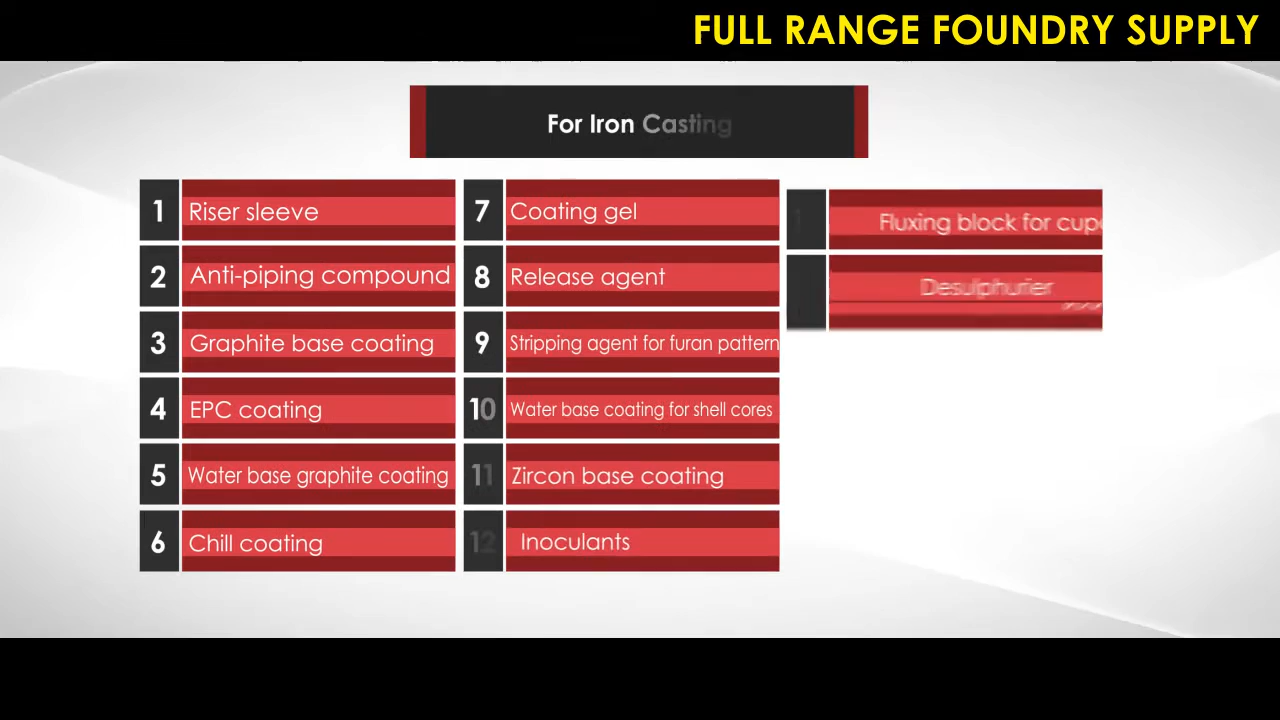 FULL RANGE FOUNDRY SUPPLY
For Iron Casting
1 Riser sleeve
2 Anti-piping compound
3 Graphite base coating
4 EPC coating
5 Water base graphite coating
6 Chill coating
7 Coating gel
8 Release agent
9 Stripping agent for furan pattern
10 Water base coating for shell cores
11 Zircon base coating
12 Inoculants
Fluxing block for
Desulphurier